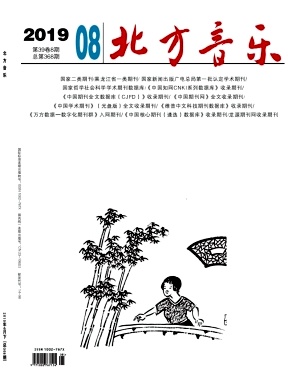 2019
08
北方音乐
第39卷8期
总第368期
国家二类期刊/黑龙江省一类期刊/国家新闻出版广电总局第一批认定学术期刊/
国家哲学社会科学学术期刊数据库/《中国知网CNKI系列数据库》收录期刊/
《中国期刊全文数据库(CJFD)》收录期刊/《中国期刊网》全文收录期刊/
《中国学术期刊》(光盘版)全文收录期刊/《维普中文科技期刊数据库》收录期刊/
《万方数据—数字化期刊群》入网期刊/《中国核心期刊(遴选)数据库》收录期刊/龙源期刊网收录期刊
北方音乐